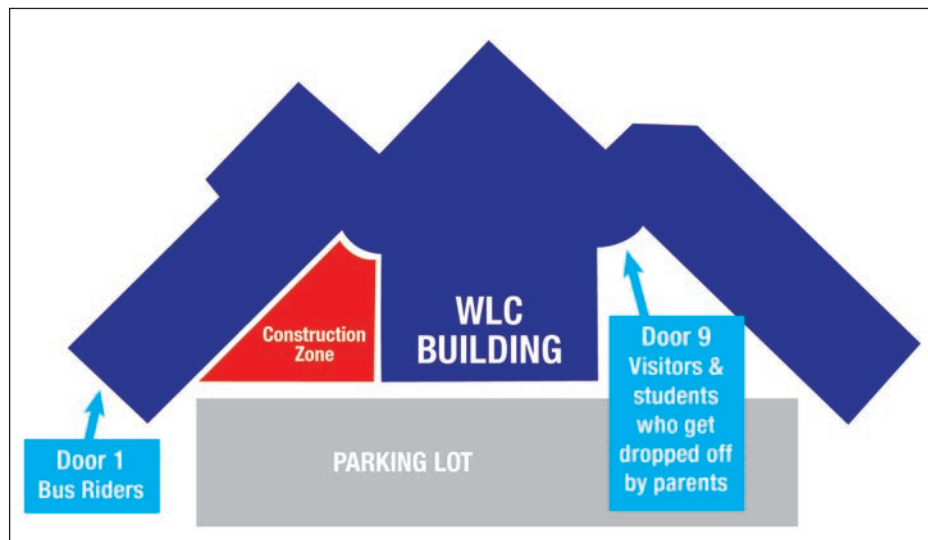 WLC
BUILDING
Construction
Zone
Door 9
Visitors &
students
who get
dropped off
by parents
Door 1
Bus Riders
PARKING LOT